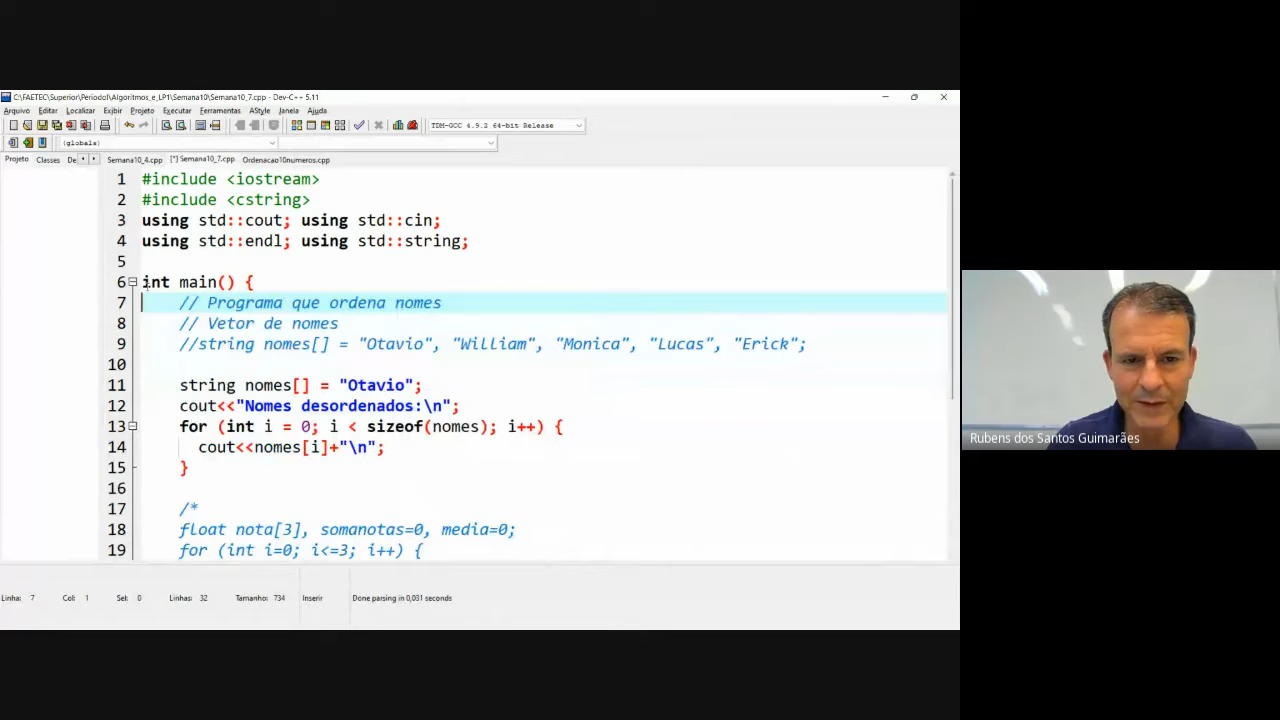 C:\FAETEC\Superior\PeriodoI\Algoritmos_e_LP1\Semana10\Semana10_7.cpp - Dev-C++ 5.11
Arquivo Editar Localizar Exibir Projeto Executar Ferramentas AStyle Janela Ajuda
TDM-GCC 4.9.2 64-bit Release
(globals)
Projeto Classes De Semana10_4.cpp [*] Semana10_7.cpp Ordenacao10numeros.cpp
1 #include <iostream>
2 #include <cstring>
3 using std::cout; using std::cin;
4 using std::endl; using std::string;
5
6 int main() {
7 // Programa que ordena nomes
8 // Vetor de nomes
9 //string nomes[] = "Otavio", "William", "Monica", "Lucas", "Erick";
10
11 string nomes[] = "Otavio";
12 cout<<"Nomes desordenados:\n";
13 for (int i = 0; i < sizeof(nomes); i++) {
14 cout<<nomes[i]+"\n";
15 }
16
17 /*
18 float nota[3], somanotas=0, media=0;
19 for (int i=0; i<=3; i++) {
Linha: 7 Col: 1 Sel: 0 Linhas: 32 Tamanho: 734 Inserir Done parsing in 0,031 seconds
Rubens dos Santos Guimarães